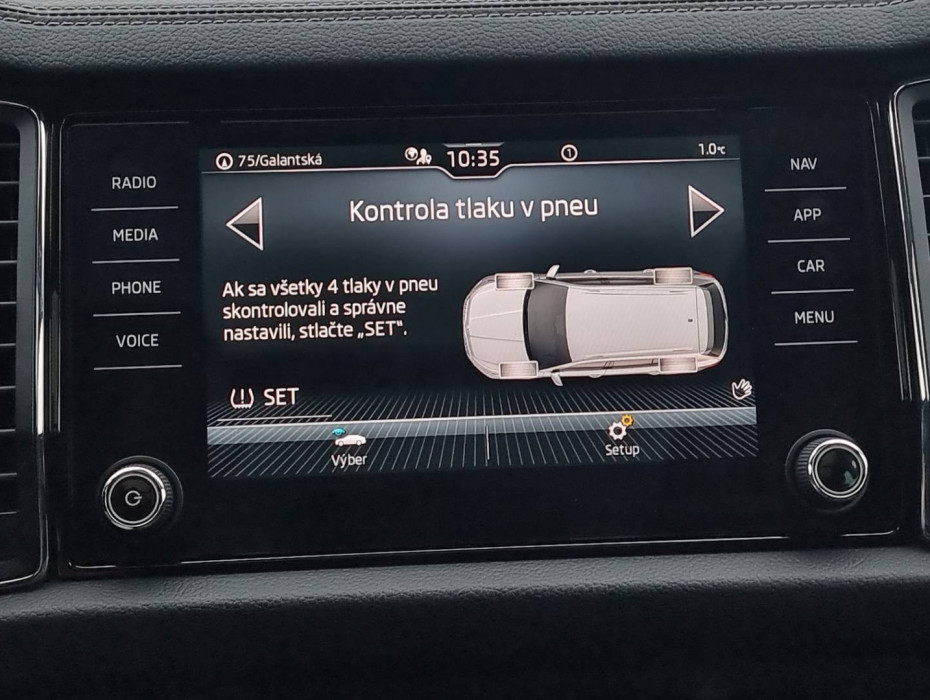 75/Galantská
10:35
1
1.0°C
RADIO
MEDIA
PHONE
VOICE
Kontrola tlaku v pneu
Ak sa všetky 4 tlaky v pneu
skontrolovali a správne
nastavili, stlačte „SET“.
(!) SET
Výber
Setup
NAV
APP
CAR
MENU